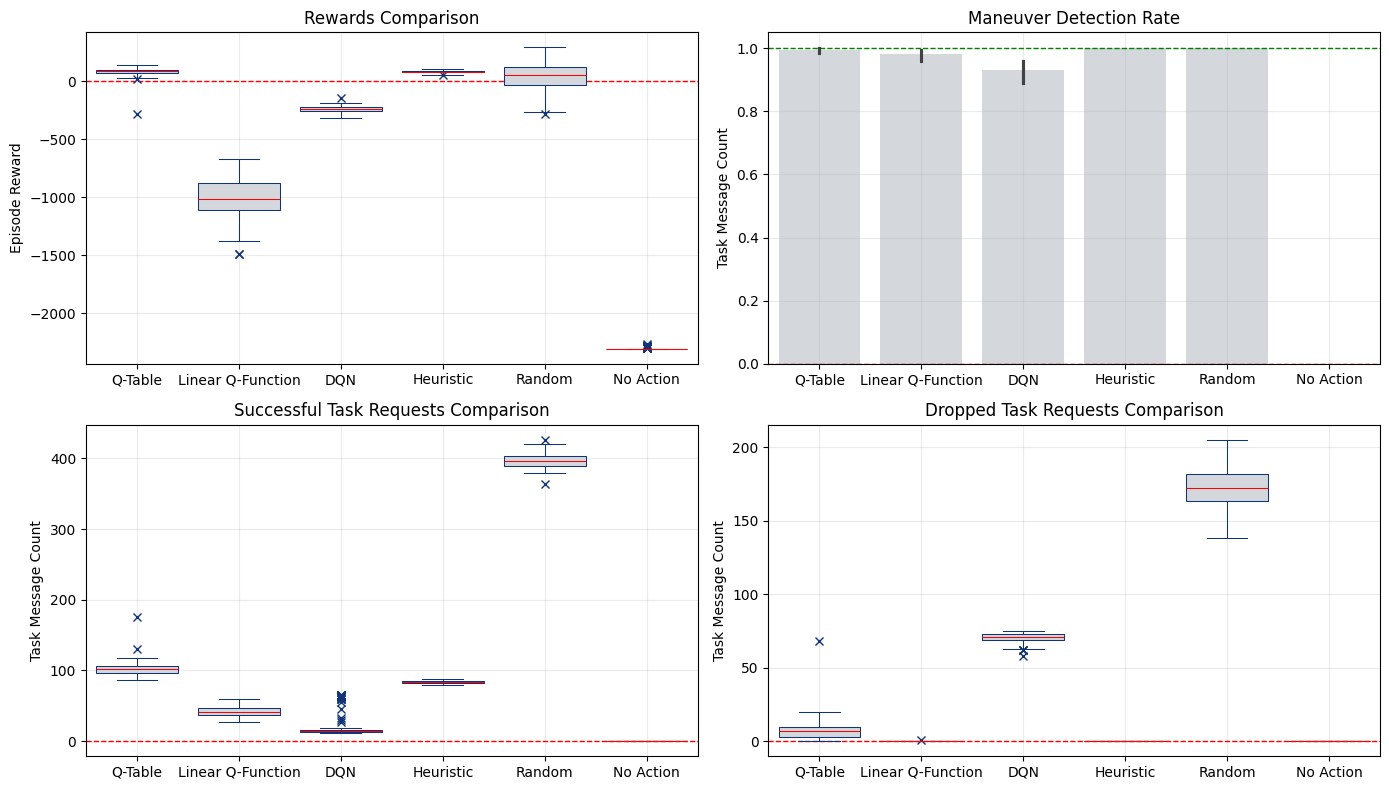 Rewards Comparison
Episode Reward
0
−500
−1000
−1500
−2000
Q-Table Linear Q-Function DQN Heuristic Random No Action
Maneuver Detection Rate
Task Message Count
1.0
0.8
0.6
0.4
0.2
0.0
Q-Table Linear Q-Function DQN Heuristic Random No Action
Successful Task Requests Comparison
Task Message Count
400
300
200
100
0
Q-Table Linear Q-Function DQN Heuristic Random No Action
Dropped Task Requests Comparison
Task Message Count
200
150
100
50
0
Q-Table Linear Q-Function DQN Heuristic Random No Action